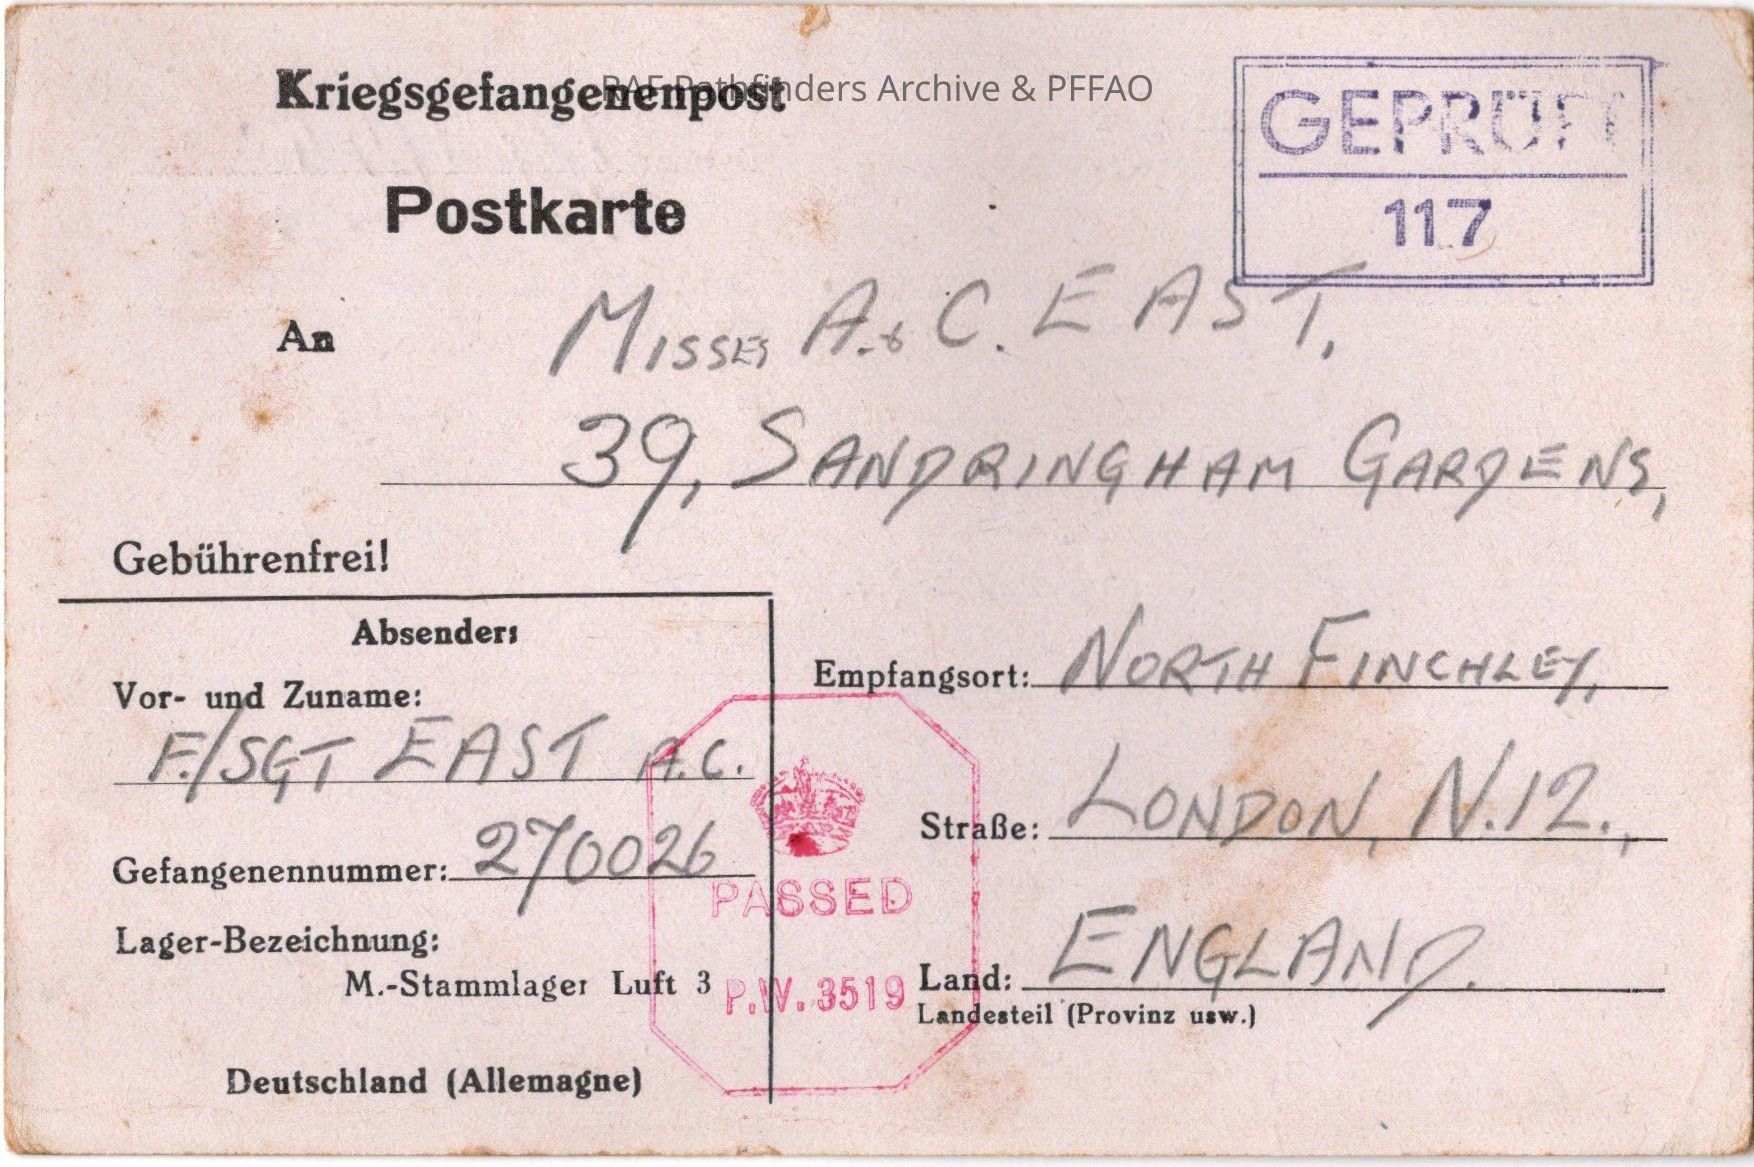 Kriegsgefangenenpost
RAF Pathfinders Archive & PFFAO
GEPRÜFT
117
Postkarte
An
MISSES A. & C. EAST,
39, SANDRINGHAM GARDENS,
Gebührenfrei!
Absender:
Vor- und Zuname:
F./SGT EAST A.C.
Gefangenennummer: 270026
Lager-Bezeichnung:
M.-Stammlager Luft 3
Deutschland (Allemagne)
PASSED
P.W. 3519
Empfangsort: NORTH FINCHLEY,
Straße: LONDON, N.12.,
Land: ENGLAND.
Landesteil (Provinz usw.)